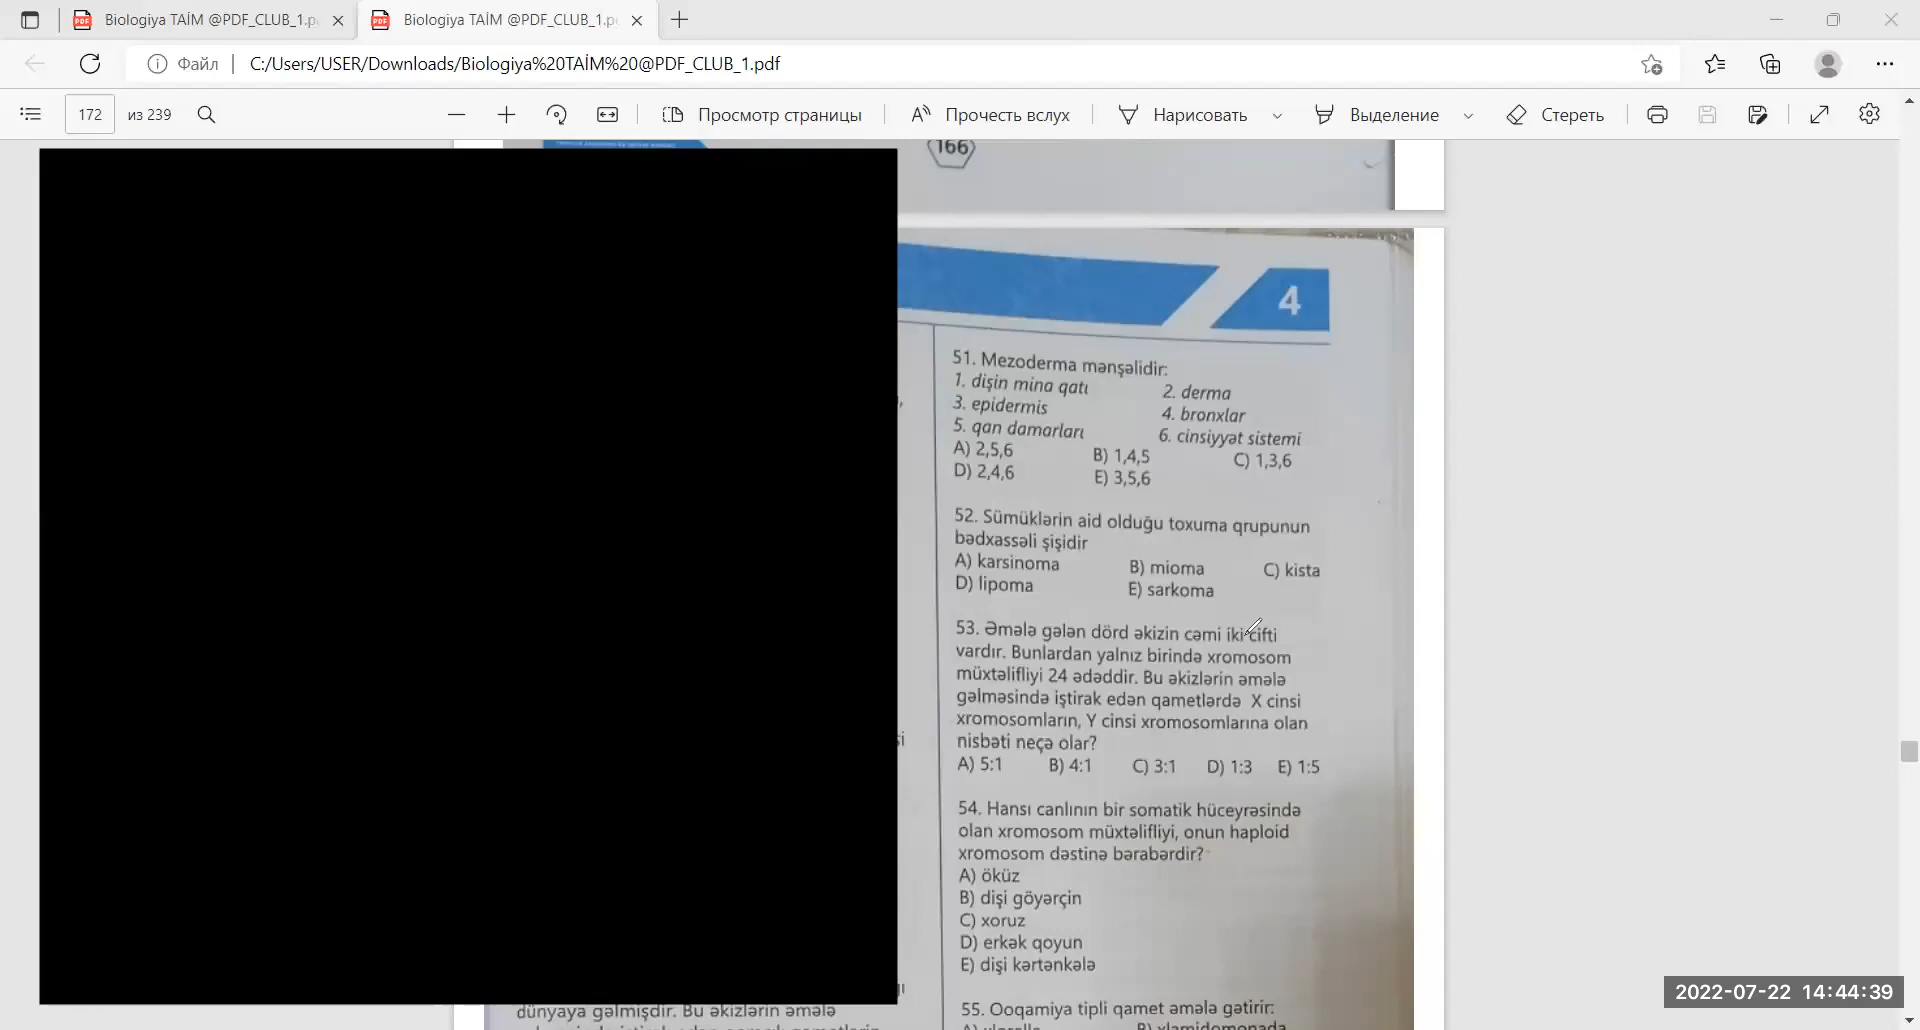 Biologiya TAİM @PDF_CLUB_1.p
Biologiya TAİM @PDF_CLUB_1.p
Файл
C:/Users/USER/Downloads/Biologiya%20TAİM%20@PDF_CLUB_1.pdf
172 из 239
Просмотр страницы
Прочесть вслух
Нарисовать
Выделение
Стереть
166
4
51. Mezoderma mənşəlidir:
1. dişin mina qatı 2. derma
3. epidermis 4. bronxlar
5. qan damarları 6. cinsiyyət sistemi
A) 2,5,6 B) 1,4,5 C) 1,3,6
D) 2,4,6 E) 3,5,6
52. Sümüklərin aid olduğu toxuma qrupunun
bədxassəli şişidir
A) karsinoma B) mioma C) kista
D) lipoma E) sarkoma
53. Əmələ gələn dörd əkizin cəmi iki cifti
vardır. Bunlardan yalnız birində xromosom
müxtəlifliyi 24 ədəddir. Bu əkizlərin əmələ
gəlməsində iştirak edən qametlərdə X cinsi
xromosomların, Y cinsi xromosomlarına olan
nisbəti neçə olar?
A) 5:1 B) 4:1 C) 3:1 D) 1:3 E) 1:5
54. Hansı canlının bir somatik hüceyrəsində
olan xromosom müxtəlifliyi, onun haploid
xromosom dəstinə bərabərdir?
A) öküz
B) dişi göyərçin
C) xoruz
D) erkək qoyun
E) dişi kərtənkələ
dünyaya gəlmişdir. Bu əkizlərin əmələ
55. Ooqamiya tipli qamet əmələ gətirir:
2022-07-22 14:44:39